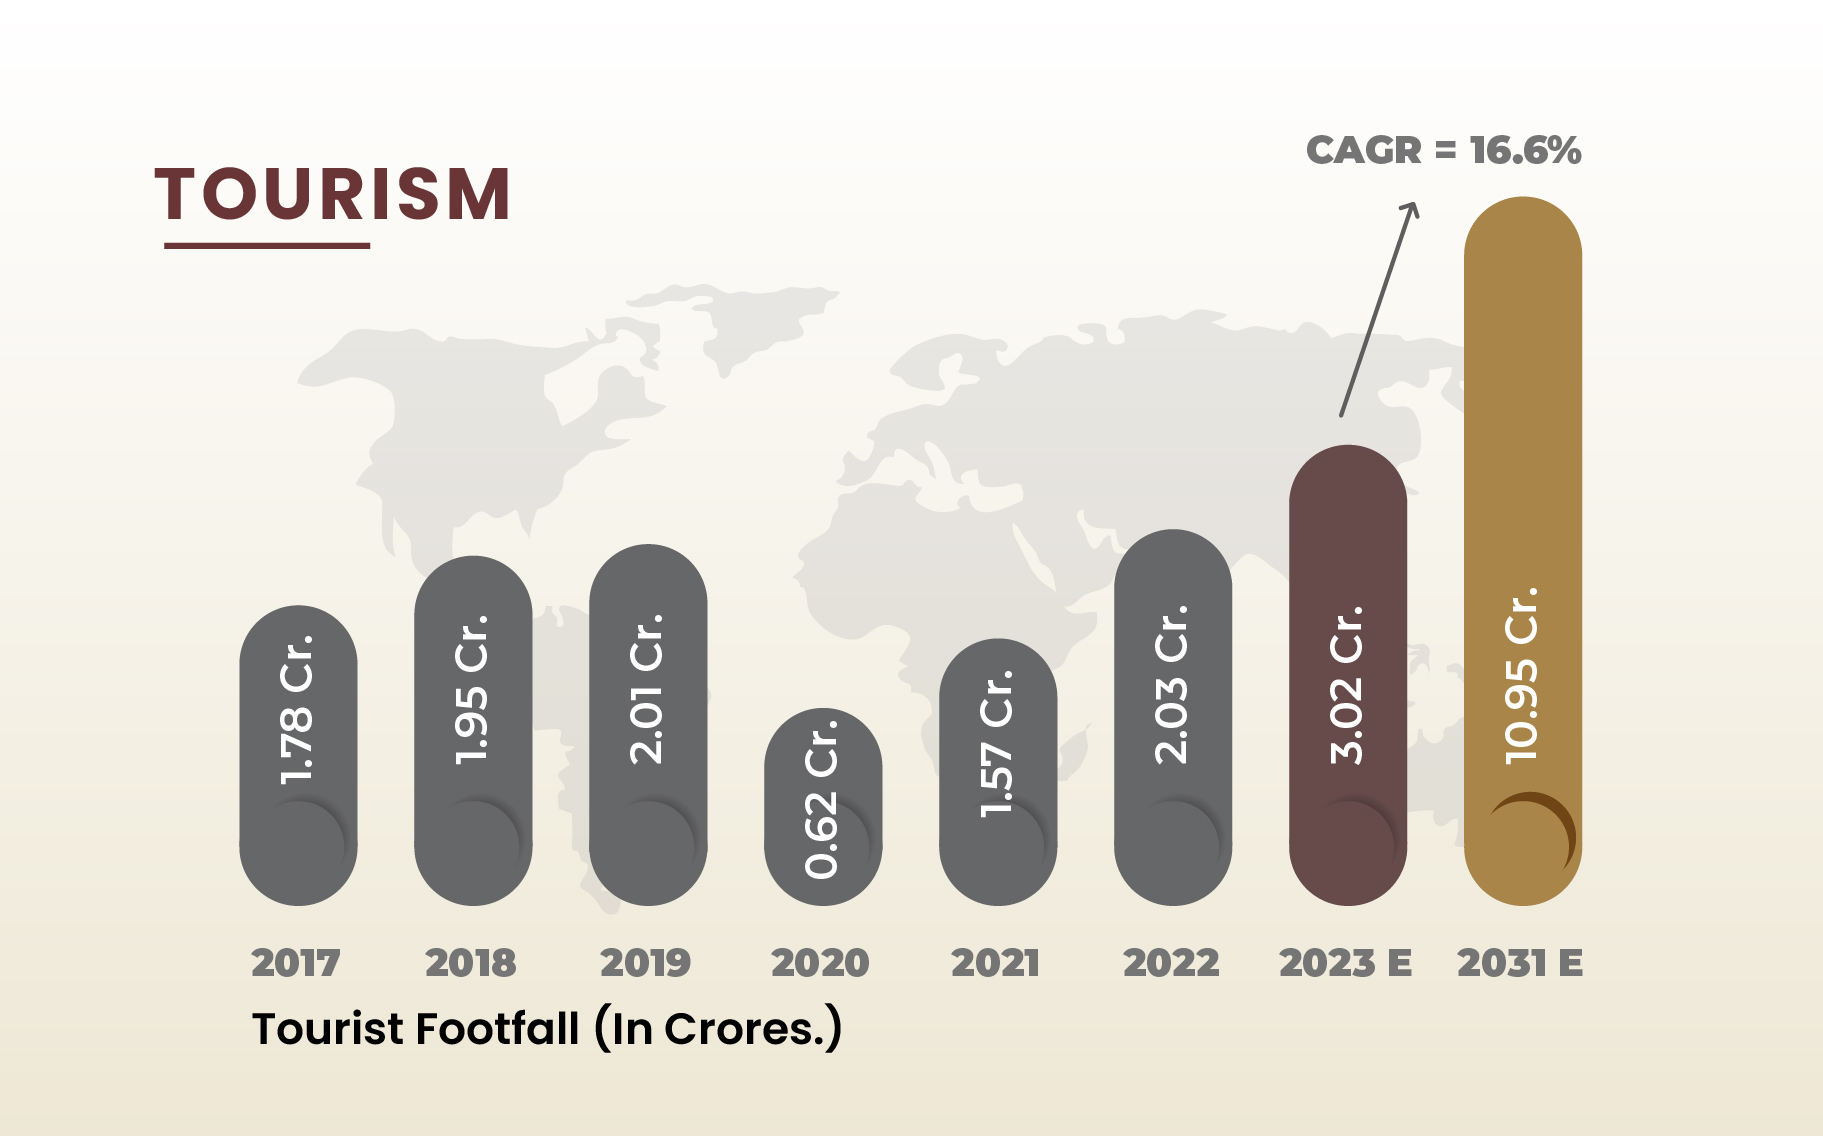 CAGR = 16.6%
TOURISM
1.78 Cr.
1.95 Cr.
2.01 Cr.
0.62 Cr.
1.57 Cr.
2.03 Cr.
3.02 Cr.
10.95 Cr.
2017 2018 2019 2020 2021 2022 2023 E 2031 E
Tourist Footfall (In Crores.)